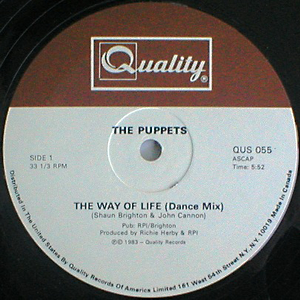 Quality®
THE PUPPETS
SIDE 1
33 1/3 RPM
QUS 055
ASCAP
Time: 5:52
THE WAY OF LIFE (Dance Mix)
(Shaun Brighton & John Cannon)
Pub: RPI/Brighton
Produced by Richie Herby & RPI
℗© 1983 – Quality Records
Distributed In The United States By Quality Records Of America Limited 161 West 54th Street N.Y., N.Y. 10019 Made In Canada.